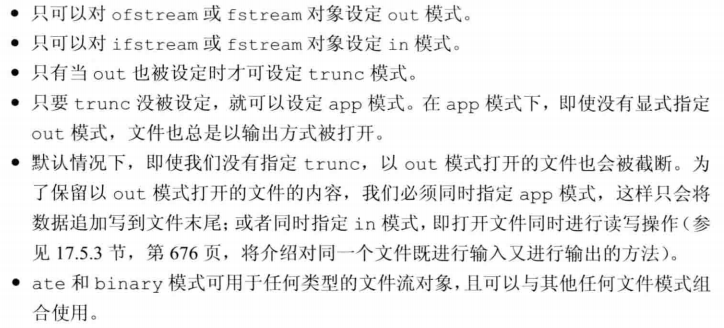 • 只可以对 ofstream 或 fstream 对象设定 out 模式。
• 只可以对 ifstream 或 fstream 对象设定 in 模式。
• 只有当 out 也被设定时才可设定 trunc 模式。
• 只要 trunc 没被设定，就可以设定 app 模式。在 app 模式下，即使没有显式指定
out 模式，文件也总是以输出方式被打开。
• 默认情况下，即使我们没有指定 trunc，以 out 模式打开的文件也会被截断。为
了保留以 out 模式打开的文件的内容，我们必须同时指定 app 模式，这样只会将
数据追加写到文件末尾；或者同时指定 in 模式，即打开文件同时进行读写操作（参
见 17.5.3 节，第 676 页，将介绍对同一个文件既进行输入又进行输出的方法）。
• ate 和 binary 模式可用于任何类型的文件流对象，且可以与其他任何文件模式组
合使用。